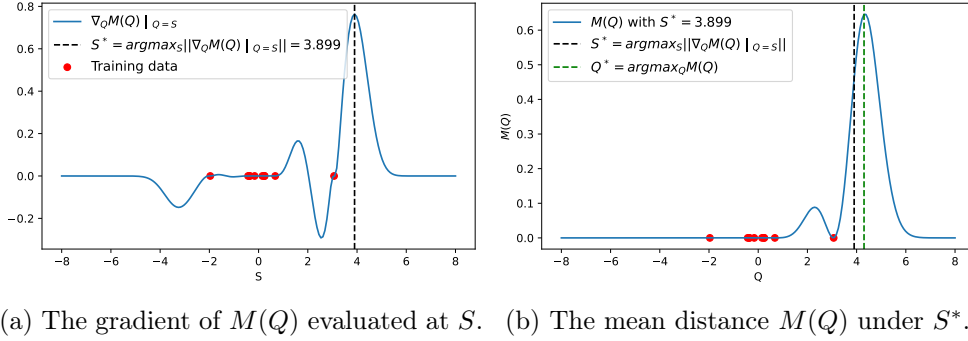 0.8
0.6
0.4
0.2
0.0
−0.2
−8 −6 −4 −2 0 2 4 6 8
S
∇_Q M(Q) |_{Q=S}
S* = argmax_S||∇_Q M(Q) |_{Q=S}|| = 3.899
Training data
(a) The gradient of M(Q) evaluated at S.
M(Q)
0.6
0.5
0.4
0.3
0.2
0.1
0.0
−8 −6 −4 −2 0 2 4 6 8
Q
M(Q) with S* = 3.899
S* = argmax_S||∇_Q M(Q) |_{Q=S}||
Q* = argmax_Q M(Q)
(b) The mean distance M(Q) under S*.